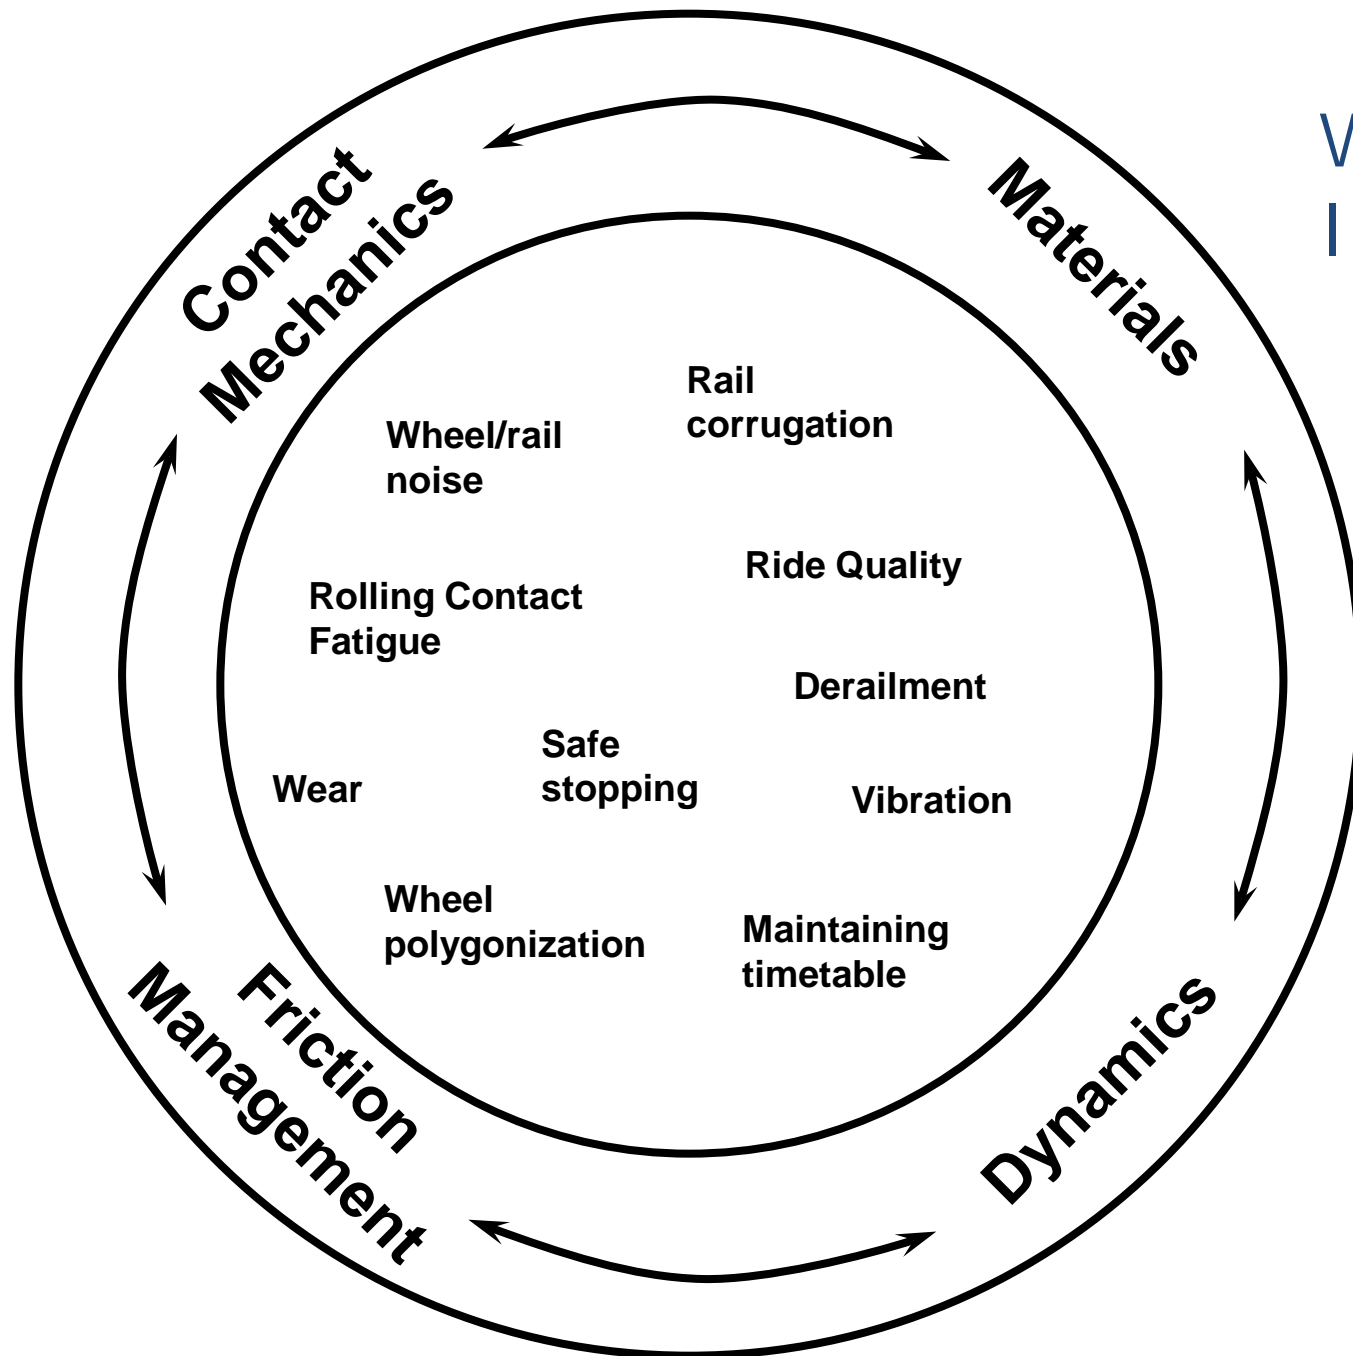 Contact
Mechanics
Materials
Rail
corrugation
Wheel/rail
noise
Ride Quality
Rolling Contact
Fatigue
Derailment
Safe
stopping
Wear
Vibration
Wheel
polygonization
Maintaining
timetable
Friction
Management
Dynamics